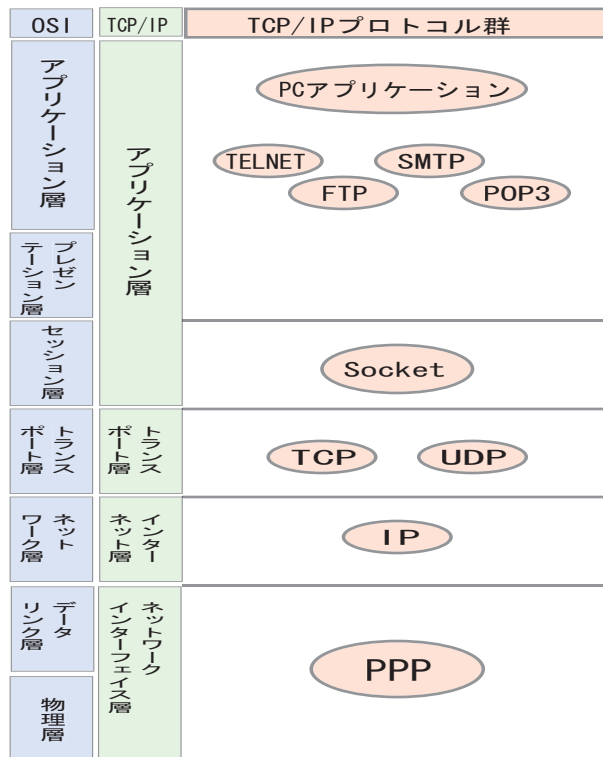 OSI
TCP/IP
TCP/IPプロトコル群
アプリケーション層
アプリケーション層
PCアプリケーション
TELNET
SMTP
FTP
POP3
プレゼン
テーション層
セッション層
Socket
トランス
ポート層
トランス
ポート層
TCP
UDP
ネット
ワーク層
インター
ネット層
IP
データ
リンク層
ネットワーク
インターフェイス層
PPP
物理層